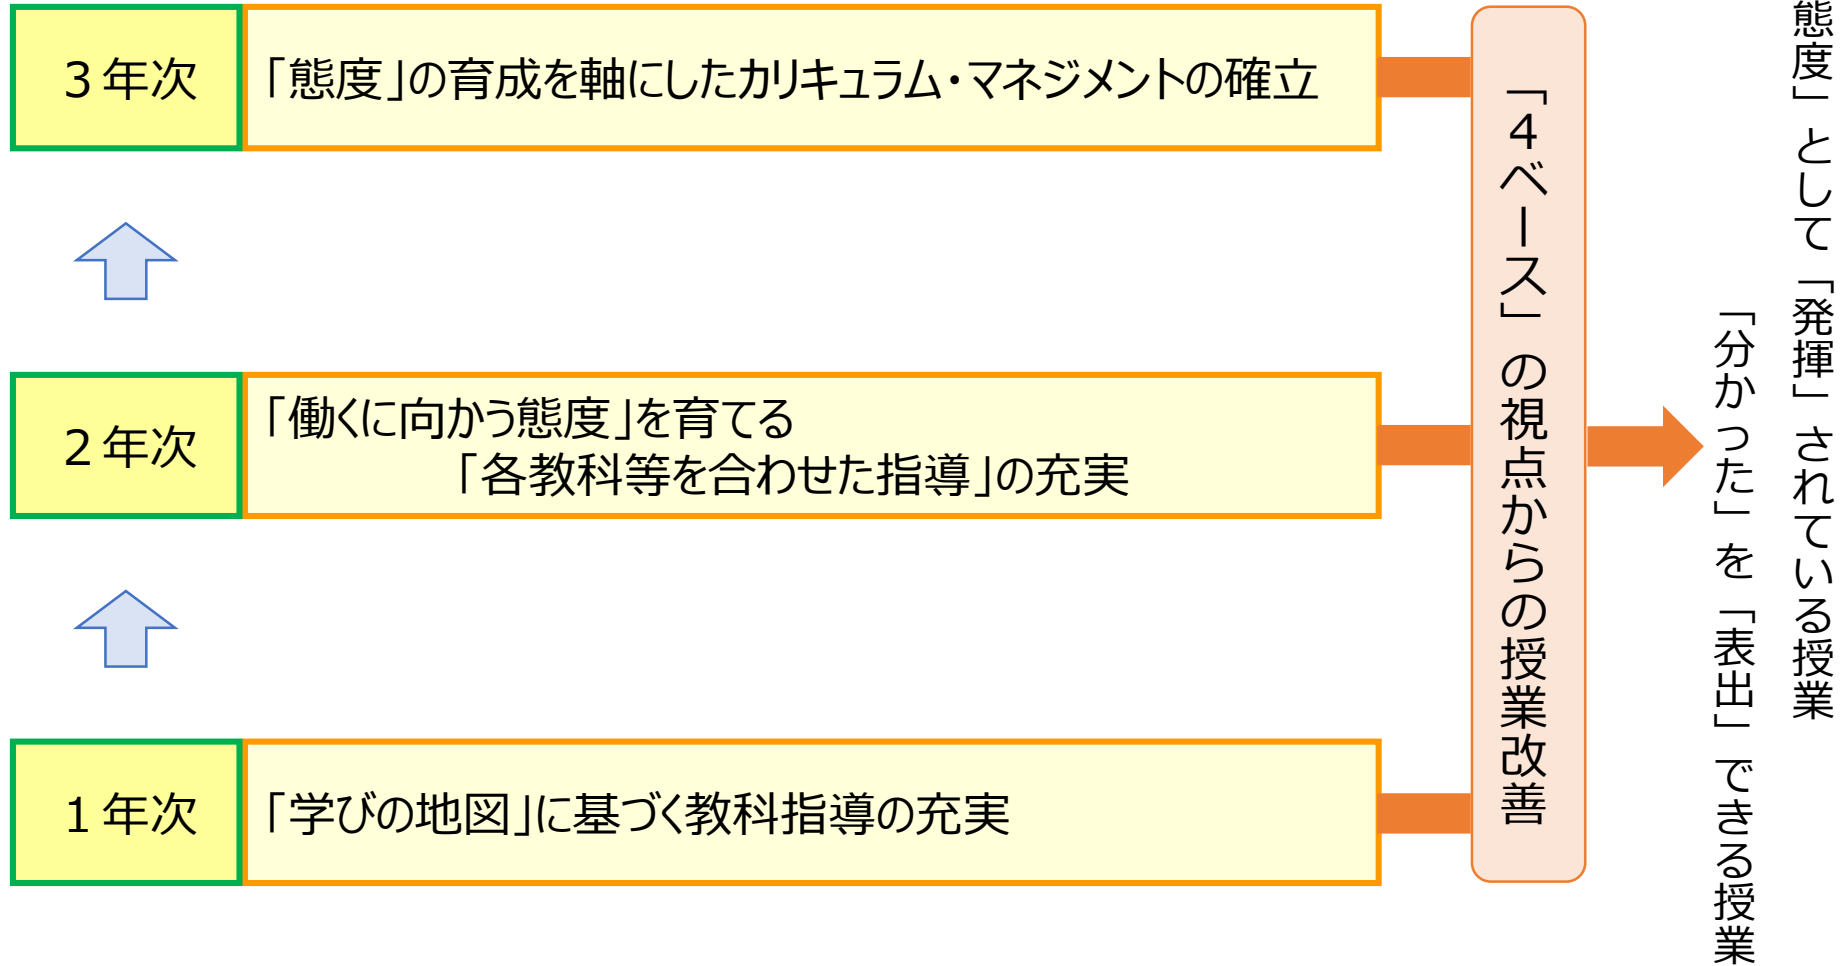 3年次
「態度」の育成を軸にしたカリキュラム・マネジメントの確立
2年次
「働くに向かう態度」を育てる
「各教科等を合わせた指導」の充実
1年次
「学びの地図」に基づく教科指導の充実
「4ベース」の視点からの授業改善
態度」として「発揮」されている授業
「分かった」を「表出」できる授業